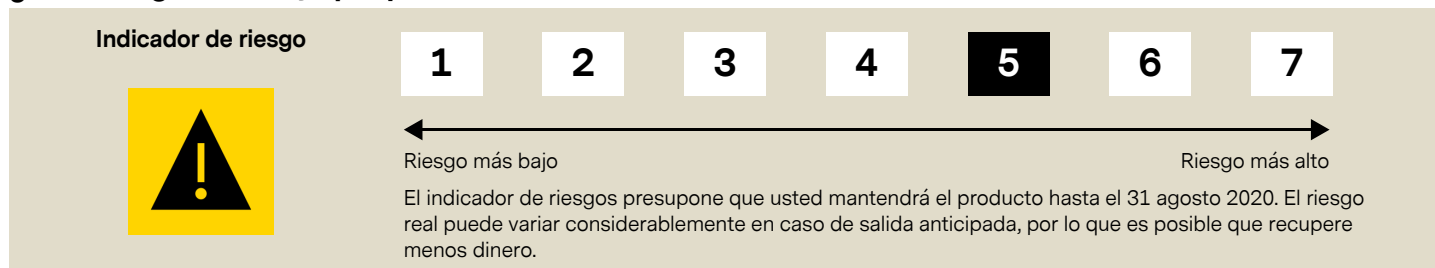 Indicador de riesgo
1 2 3 4 5 6 7
Riesgo más bajo Riesgo más alto
El indicador de riesgos presupone que usted mantendrá el producto hasta el 31 agosto 2020. El riesgo
real puede variar considerablemente en caso de salida anticipada, por lo que es posible que recupere
menos dinero.